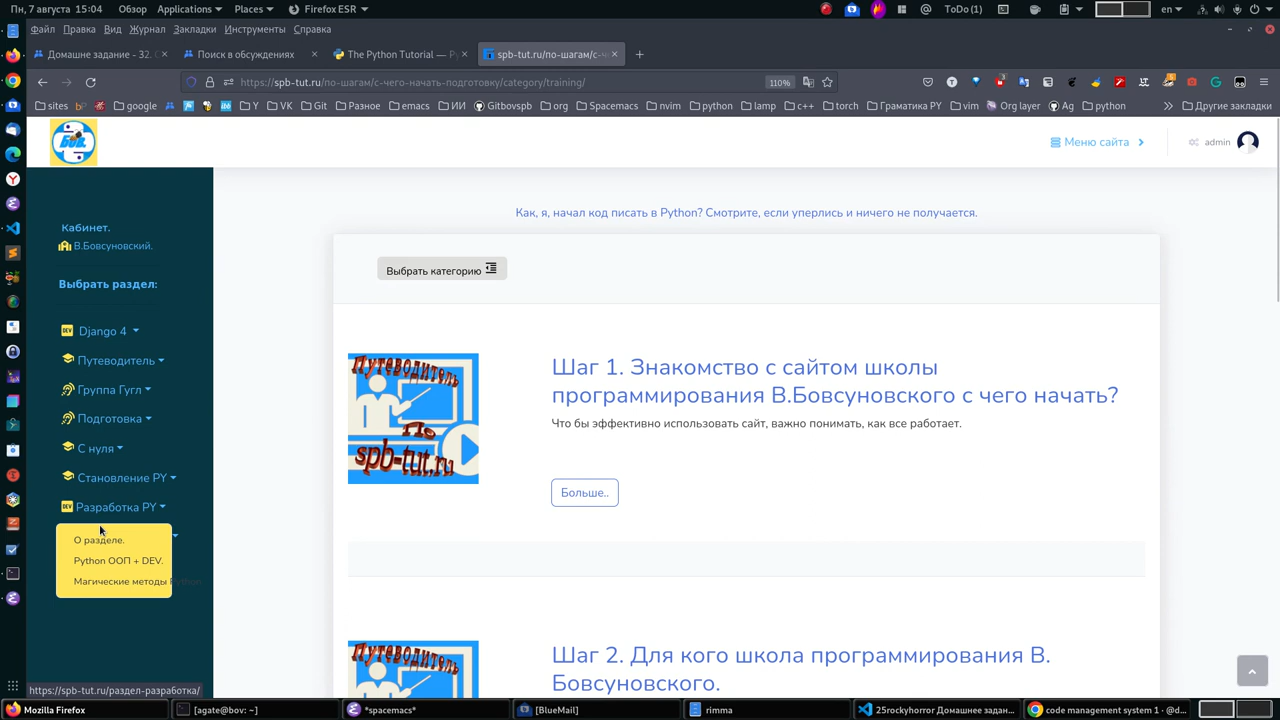 Пн, 7 августа 15:04 Обзор Applications Places Firefox ESR ToDo(1) en
Файл Правка Вид Журнал Закладки Инструменты Справка
Домашне задание - 32. С
Поиск в обсуждениях
The Python Tutorial — Py
spb-tut.ru/по-шагам/с-ч
https://spb-tut.ru/по-шагам/с-чего-начать-подготовку/category/training/ 110%
sites bP google Y VK Git Разное emacs ИИ Gitbovspb org Spacemacs nvim python lamp c++ torch Граматика PY vim Org layer Ag python Другие закладки
Бов.
Меню сайта
admin
Кабинет.
В.Бовсуновский.
Выбрать раздел:
Django 4
Путеводитель
Группа Гугл
Подготовка
С нуля
Становление PY
Разработка PY
О разделе.
Python ООП + DEV.
Магические методы Python
Как, я, начал код писать в Python? Смотрите, если уперлись и ничего не получается.
Выбрать категорию
Путеводитель
По
spb-tut.ru
Шаг 1. Знакомство с сайтом школы
программирования В.Бовсуновского с чего начать?
Что бы эффективно использовать сайт, важно понимать, как все работает.
Больше..
Путеводитель
Шаг 2. Для кого школа программирования В.
Бовсуновского.
https://spb-tut.ru/раздел-разработка/
Mozilla Firefox
[agate@bov: ~]
*spacemacs*
[BlueMail]
rimma
25rockyhorror Домашнее задан...
code management system 1 · @d...